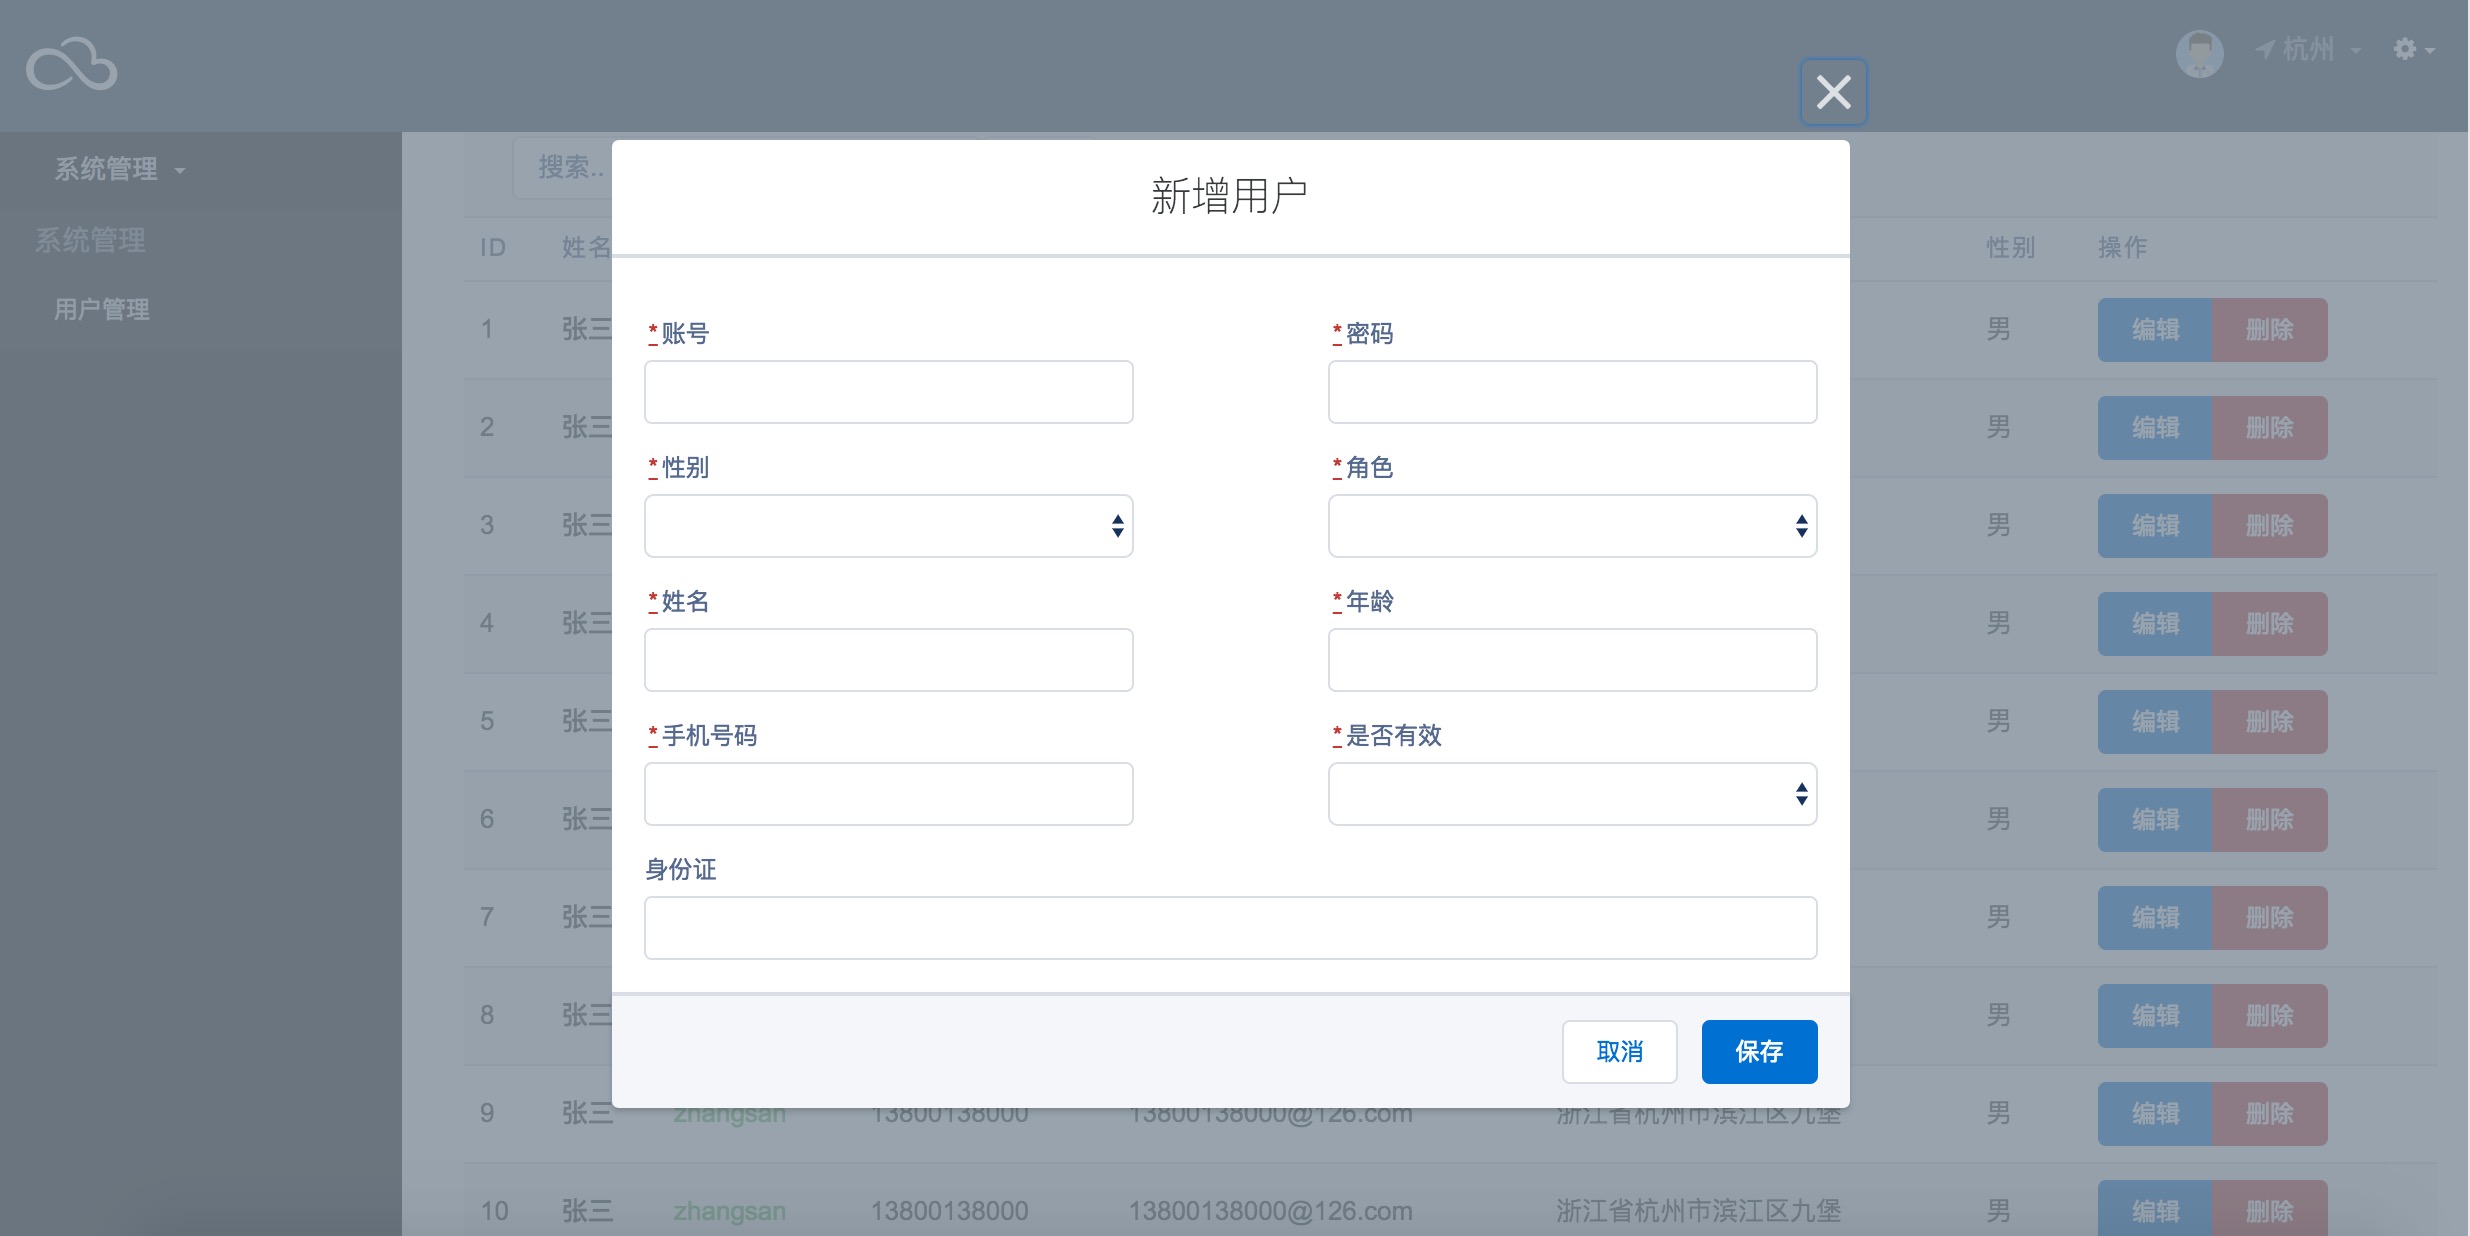 杭州
系统管理
系统管理
用户管理
搜索..
ID 姓名 性别 操作
1 张三 男 编辑 删除
2 张三 男 编辑 删除
3 张三 男 编辑 删除
4 张三 男 编辑 删除
5 张三 男 编辑 删除
6 张三 男 编辑 删除
7 张三 男 编辑 删除
8 张三 男 编辑 删除
9 张三 zhangsan 13800138000 13800138000@126.com 浙江省杭州市滨江区九堡 男 编辑 删除
10 张三 zhangsan 13800138000 13800138000@126.com 浙江省杭州市滨江区九堡 男 编辑 删除
新增用户
*账号 *密码
*性别 *角色
*姓名 *年龄
*手机号码 *是否有效
身份证
取消 保存